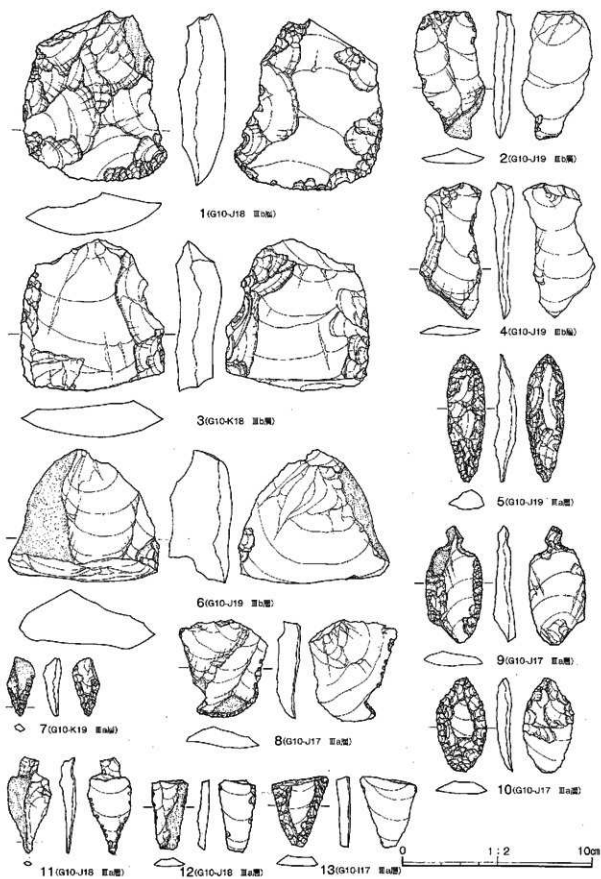 1(G10-J18 Ⅲb層)
2(G10-J19 Ⅲb層)
3(G10-K18 Ⅲb層)
4(G10-J19 Ⅲb層)
5(G10-J19 Ⅲa層)
6(G10-J19 Ⅲb層)
7(G10-K19 Ⅲa層)
8(G10-J17 Ⅲa層)
9(G10-J17 Ⅲa層)
10(G10-J17 Ⅲa層)
11(G10-J18 Ⅲa層)
12(G10-J18 Ⅲa層)
13(G10-I17 Ⅲa層)
0 1:2 10cm